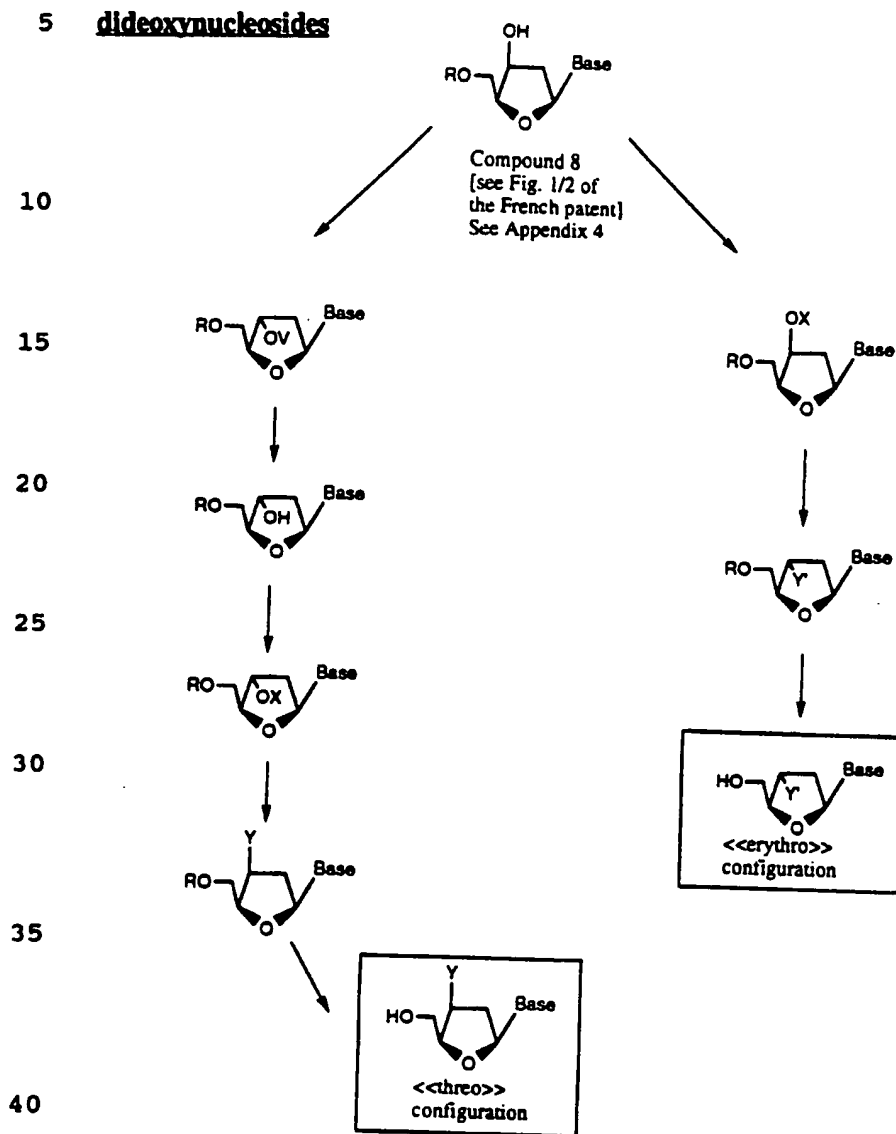 5 dideoxynucleosides
OH
RO Base
O
Compound 8
[see Fig. 1/2 of
the French patent]
See Appendix 4
10
RO OV Base
O
15
OX
RO Base
O
20
RO OH Base
O
RO Y' Base
O
25
RO OX Base
O
30
HO Y' Base
O
<<erythro>>
configuration
Y
RO Base
O
35
Y
HO Base
O
<<threo>>
configuration
40